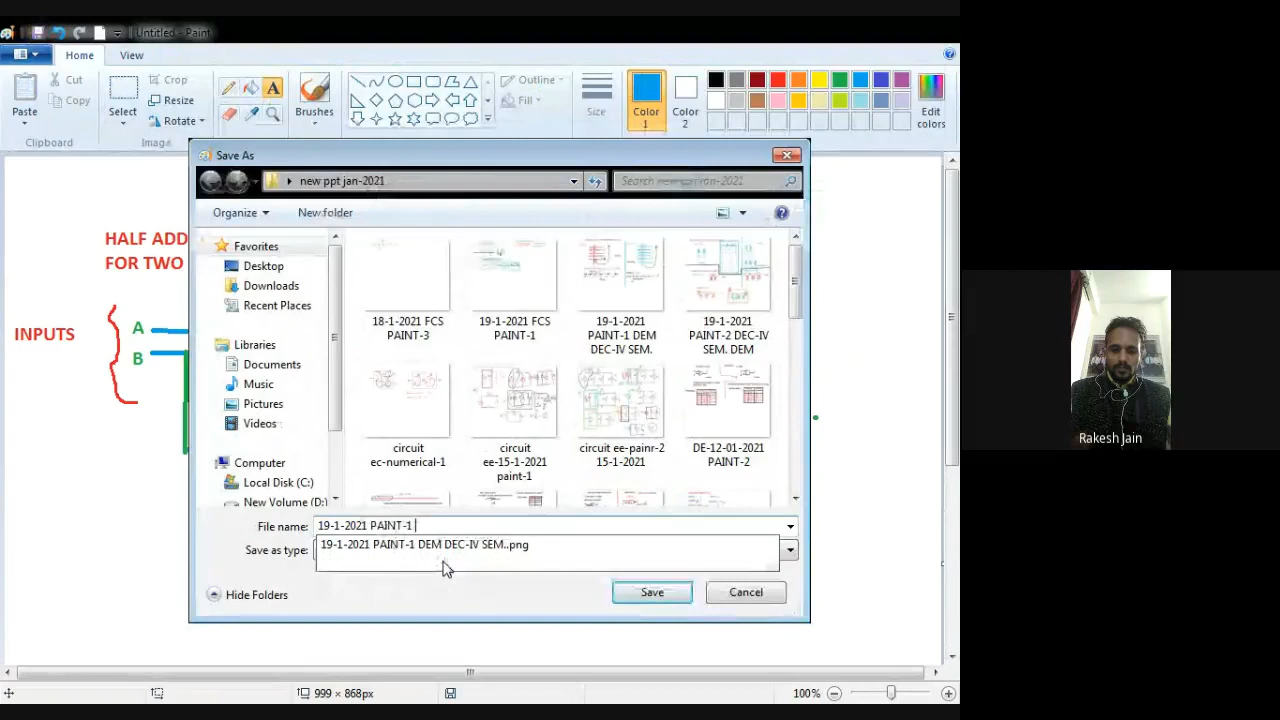 Untitled - Paint
Home
View
Paste
Cut
Copy
Clipboard
Select
Crop
Resize
Rotate
Image
A
Brushes
Outline
Fill
Size
Color
1
Color
2
Edit
colors
Save As
new ppt jan-2021
Search new ppt jan-2021
Organize
New folder
Favorites
Desktop
Downloads
Recent Places
Libraries
Documents
Music
Pictures
Videos
Computer
Local Disk (C:)
New Volume (D:)
18-1-2021 FCS
PAINT-3
19-1-2021 FCS
PAINT-1
19-1-2021
PAINT-1 DEM
DEC-IV SEM.
19-1-2021
PAINT-2 DEC-IV
SEM. DEM
circuit
ec-numerical-1
circuit
ee-15-1-2021
paint-1
circuit ee-painr-2
15-1-2021
DE-12-01-2021
PAINT-2
File name:
19-1-2021 PAINT-1
19-1-2021 PAINT-1 DEM DEC-IV SEM..png
Save as type:
Hide Folders
Save
Cancel
HALF ADD
FOR TWO
INPUTS
A
B
999 × 868px
100%
Rakesh Jain